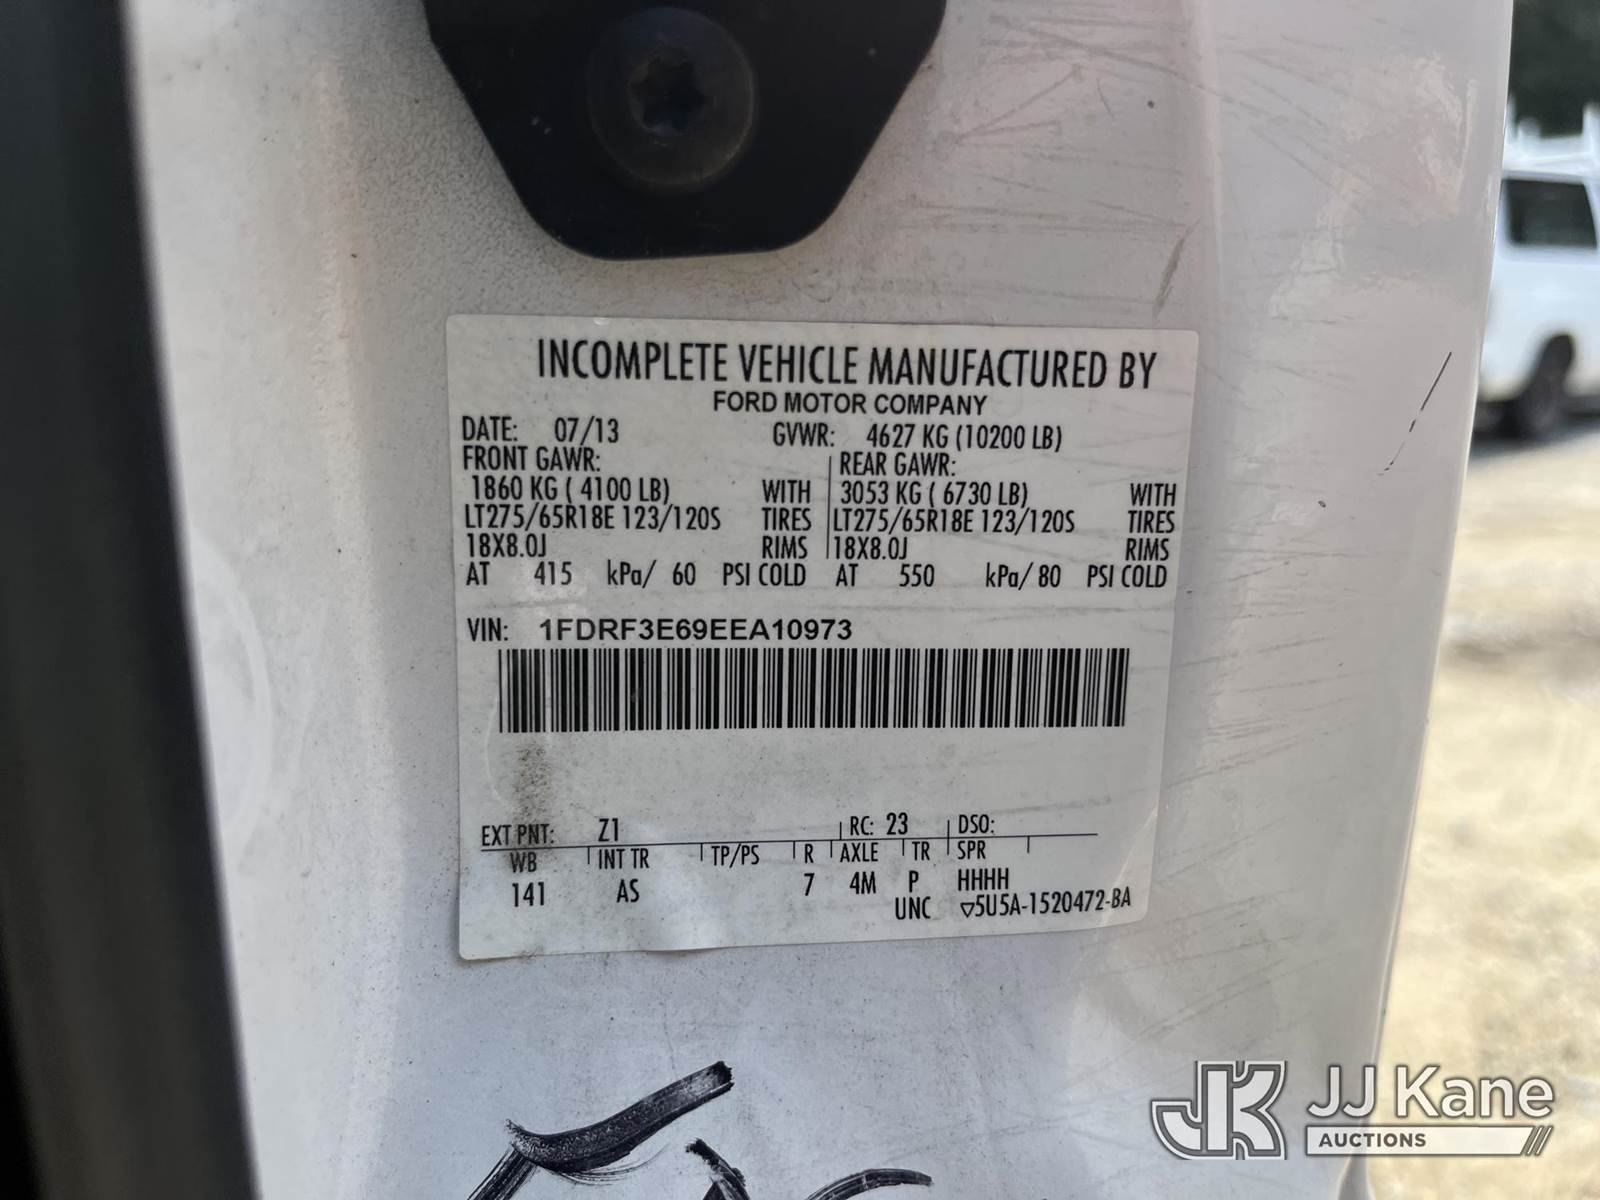 INCOMPLETE VEHICLE MANUFACTURED BY
FORD MOTOR COMPANY
DATE: 07/13 GVWR: 4627 KG (10200 LB)
FRONT GAWR: REAR GAWR:
1860 KG ( 4100 LB) WITH 3053 KG ( 6730 LB) WITH
LT275/65R18E 123/120S TIRES LT275/65R18E 123/120S TIRES
18X8.0J RIMS 18X8.0J RIMS
AT 415 kPa/ 60 PSI COLD AT 550 kPa/ 80 PSI COLD
VIN: 1FDRF3E69EEA10973
EXT PNT: Z1 RC: 23 DSO:
WB INT TR TP/PS R AXLE TR SPR
141 AS 7 4M P HHHH
UNC ▽5U5A-1520472-BA
JK JJ Kane
AUCTIONS